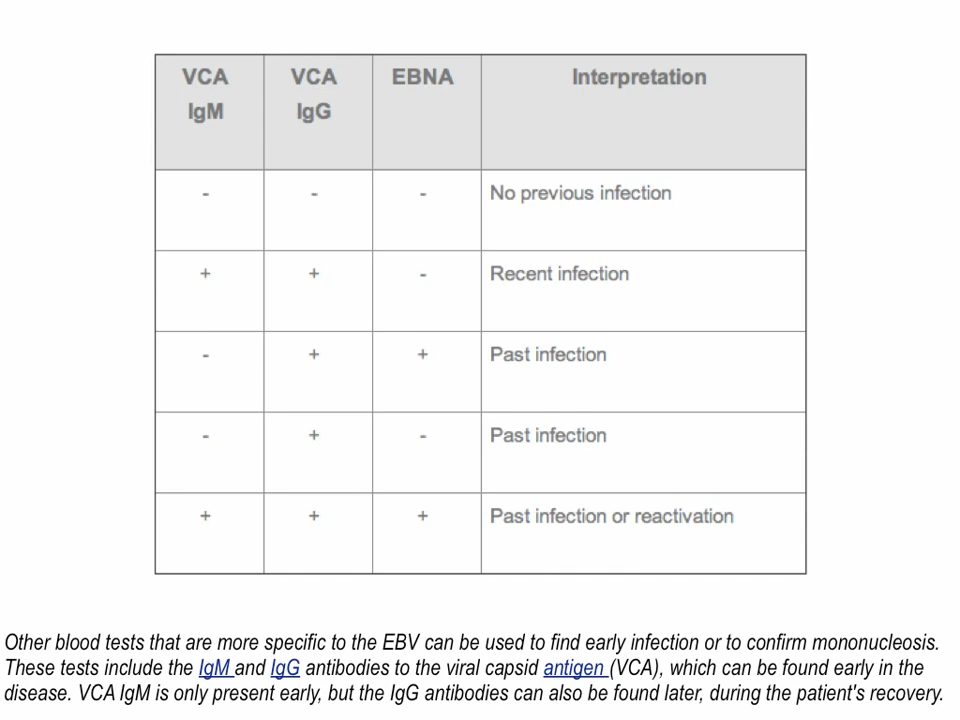 VCA IgM VCA IgG EBNA Interpretation
- - - No previous infection
+ + - Recent infection
- + + Past infection
- + - Past infection
+ + + Past infection or reactivation
Other blood tests that are more specific to the EBV can be used to find early infection or to confirm mononucleosis.
These tests include the IgM and IgG antibodies to the viral capsid antigen (VCA), which can be found early in the
disease. VCA IgM is only present early, but the IgG antibodies can also be found later, during the patient's recovery.